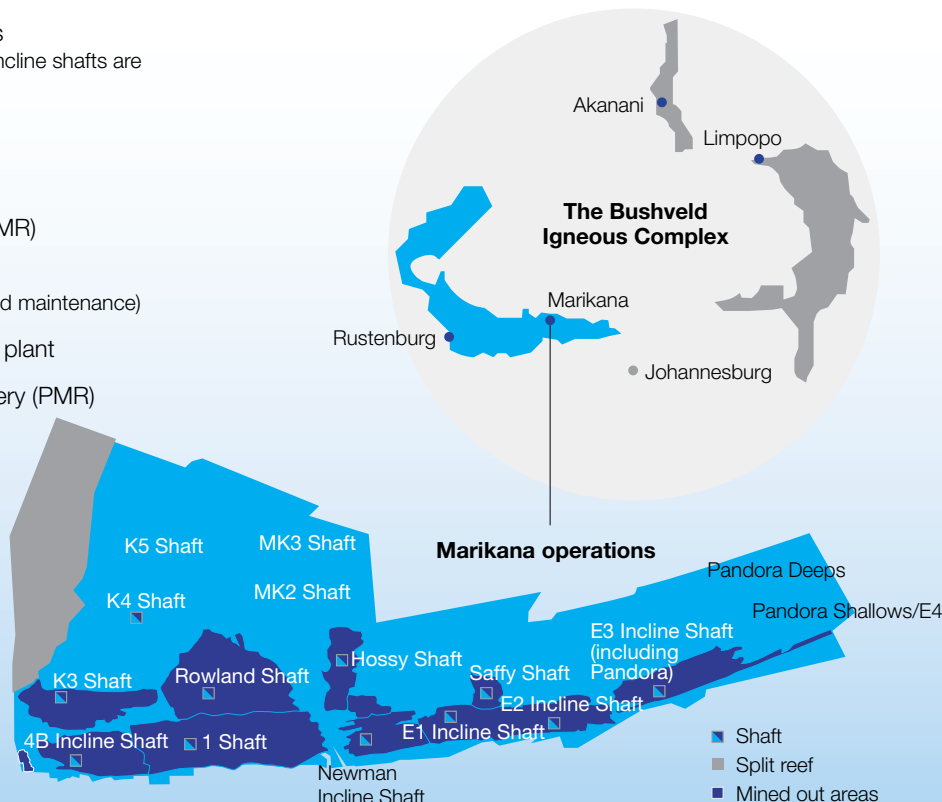 s
ncline shafts are
MR)
d maintenance)
plant
ery (PMR)
Akanani
Limpopo
The Bushveld
Igneous Complex
Marikana
Rustenburg
Johannesburg
Marikana operations
K5 Shaft
MK3 Shaft
MK2 Shaft
K4 Shaft
Pandora Deeps
Pandora Shallows/E4
E3 Incline Shaft
(including
Pandora)
Hossy Shaft
Saffy Shaft
K3 Shaft
Rowland Shaft
E2 Incline Shaft
E1 Incline Shaft
4B Incline Shaft
1 Shaft
Newman
Incline Shaft
Shaft
Split reef
Mined out areas